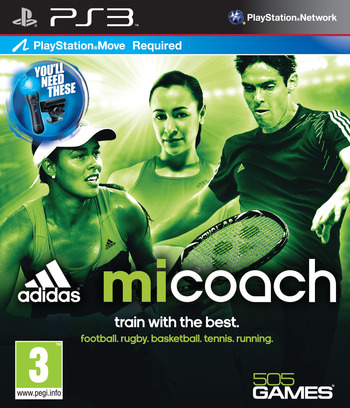 PS3
PlayStation®Network
PlayStation®Move Required
YOU'LL
NEED
THESE
adidas
micoach
train with the best.
football. rugby. basketball. tennis. running.
3
www.pegi.info
505
GAMES®